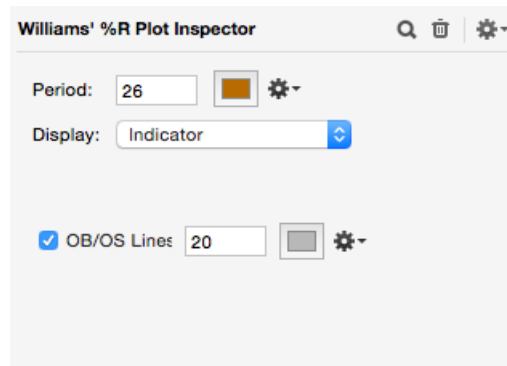 Williams' %R Plot Inspector
Period: 26
Display: Indicator
OB/OS Lines 20